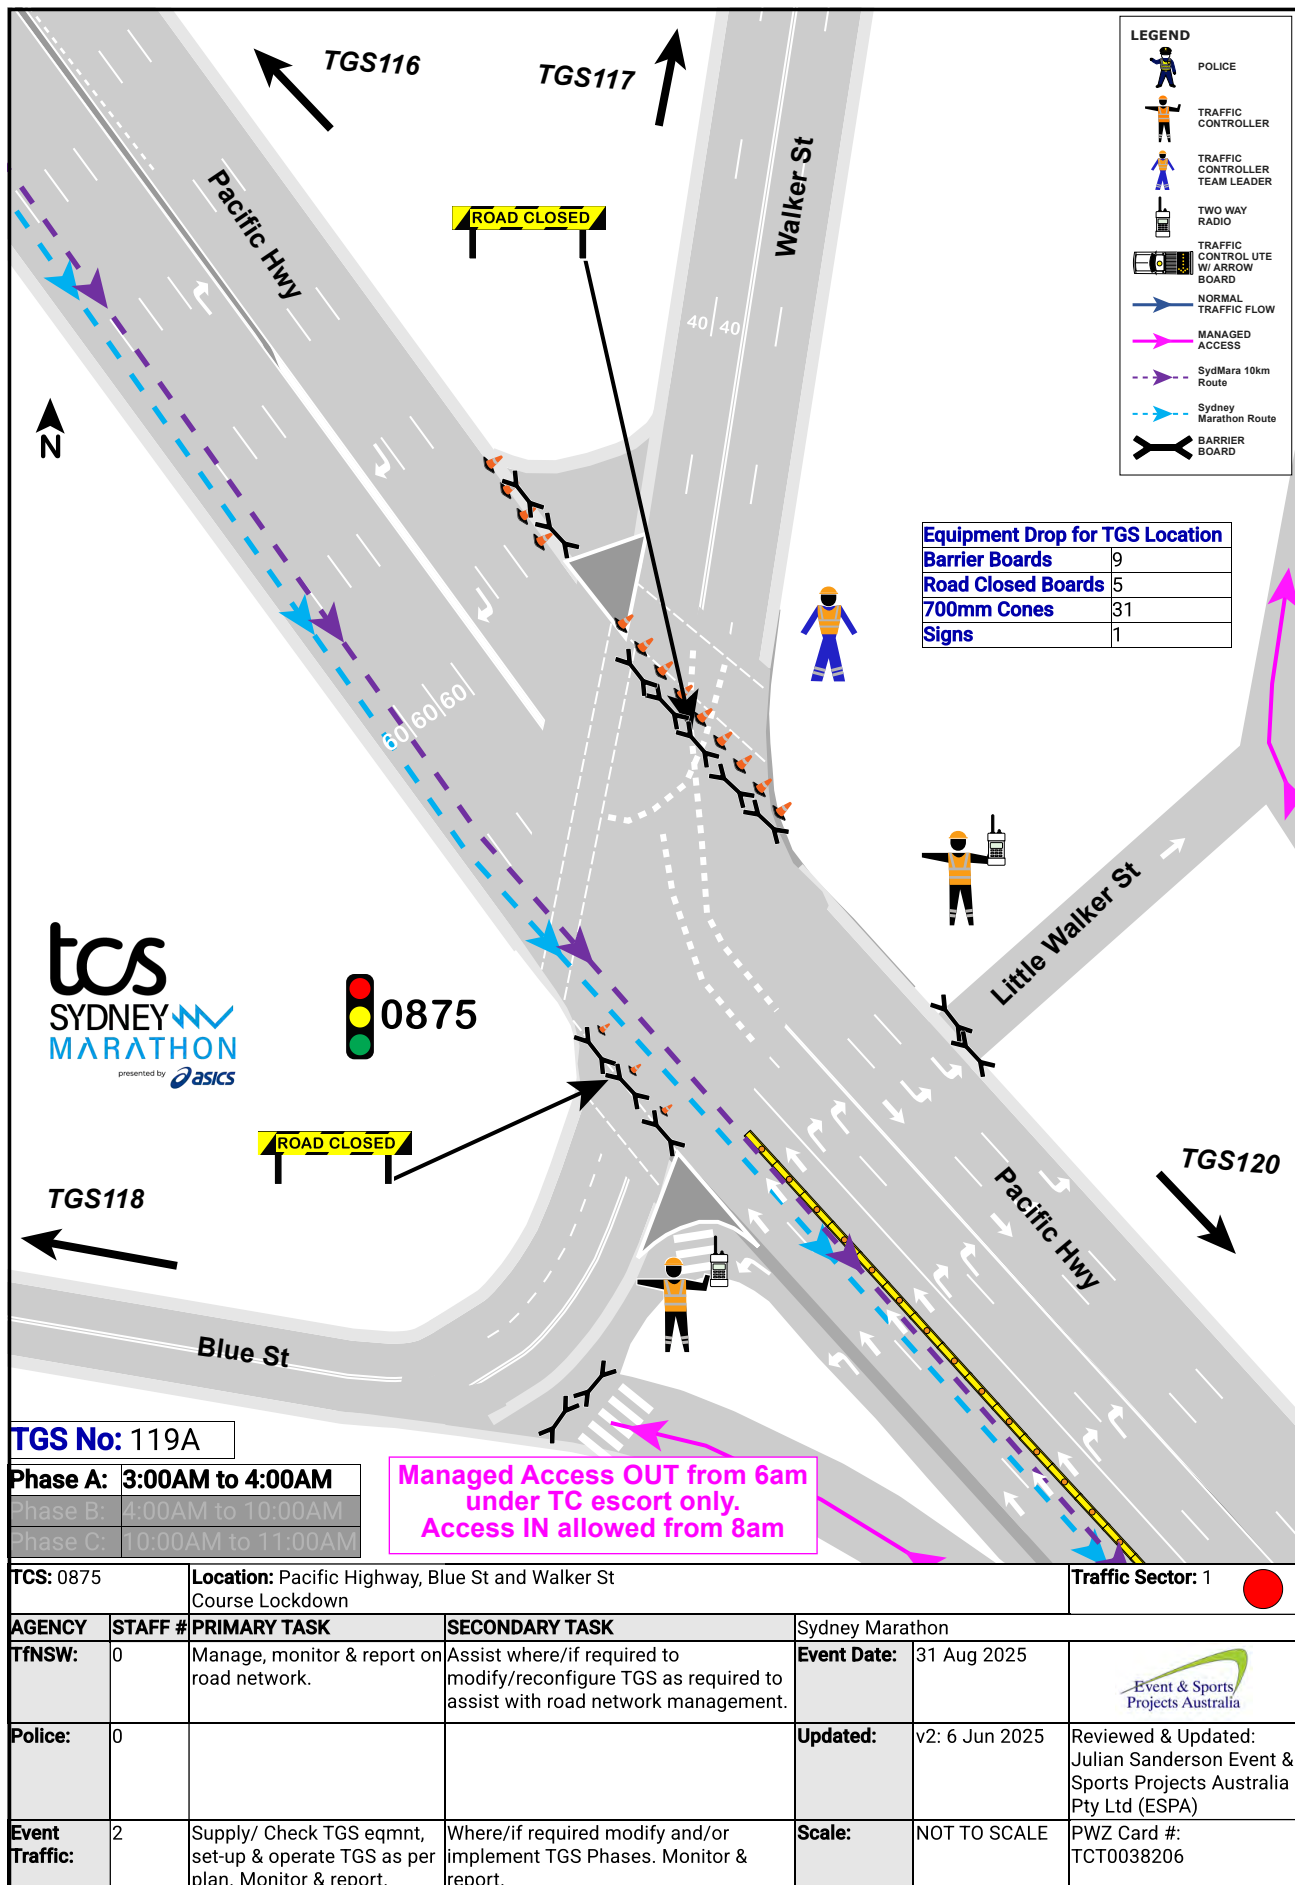 TGS116
TGS117
LEGEND
POLICE
TRAFFIC
CONTROLLER
TRAFFIC
CONTROLLER
TEAM LEADER
TWO WAY
RADIO
TRAFFIC
CONTROL UTE
W/ ARROW
BOARD
NORMAL
TRAFFIC FLOW
MANAGED
ACCESS
SydMara 10km
Route
Sydney
Marathon Route
BARRIER
BOARD
Pacific Hwy
Walker St
ROAD CLOSED
40 40
N
Equipment Drop for TGS Location
Barrier Boards 9
Road Closed Boards 5
700mm Cones 31
Signs 1
60 60 60
Little Walker St
tcs
SYDNEY
MARATHON
presented by asics
0875
ROAD CLOSED
TGS118
TGS120
Pacific Hwy
Blue St
TGS No: 119A
Phase A: 3:00AM to 4:00AM
Phase B: 4:00AM to 10:00AM
Phase C: 10:00AM to 11:00AM
Managed Access OUT from 6am
under TC escort only.
Access IN allowed from 8am
TCS: 0875
Location: Pacific Highway, Blue St and Walker St
Course Lockdown
Traffic Sector: 1
AGENCY STAFF # PRIMARY TASK SECONDARY TASK Sydney Marathon
TfNSW: 0
Manage, monitor & report on
road network.
Assist where/if required to
modify/reconfigure TGS as required to
assist with road network management.
Event Date: 31 Aug 2025
Event & Sports
Projects Australia
Police: 0
Updated: v2: 6 Jun 2025
Reviewed & Updated:
Julian Sanderson Event &
Sports Projects Australia
Pty Ltd (ESPA)
Event
Traffic:
2
Supply/ Check TGS eqmnt,
set-up & operate TGS as per
plan. Monitor & report.
Where/if required modify and/or
implement TGS Phases. Monitor &
report.
Scale: NOT TO SCALE
PWZ Card #:
TCT0038206